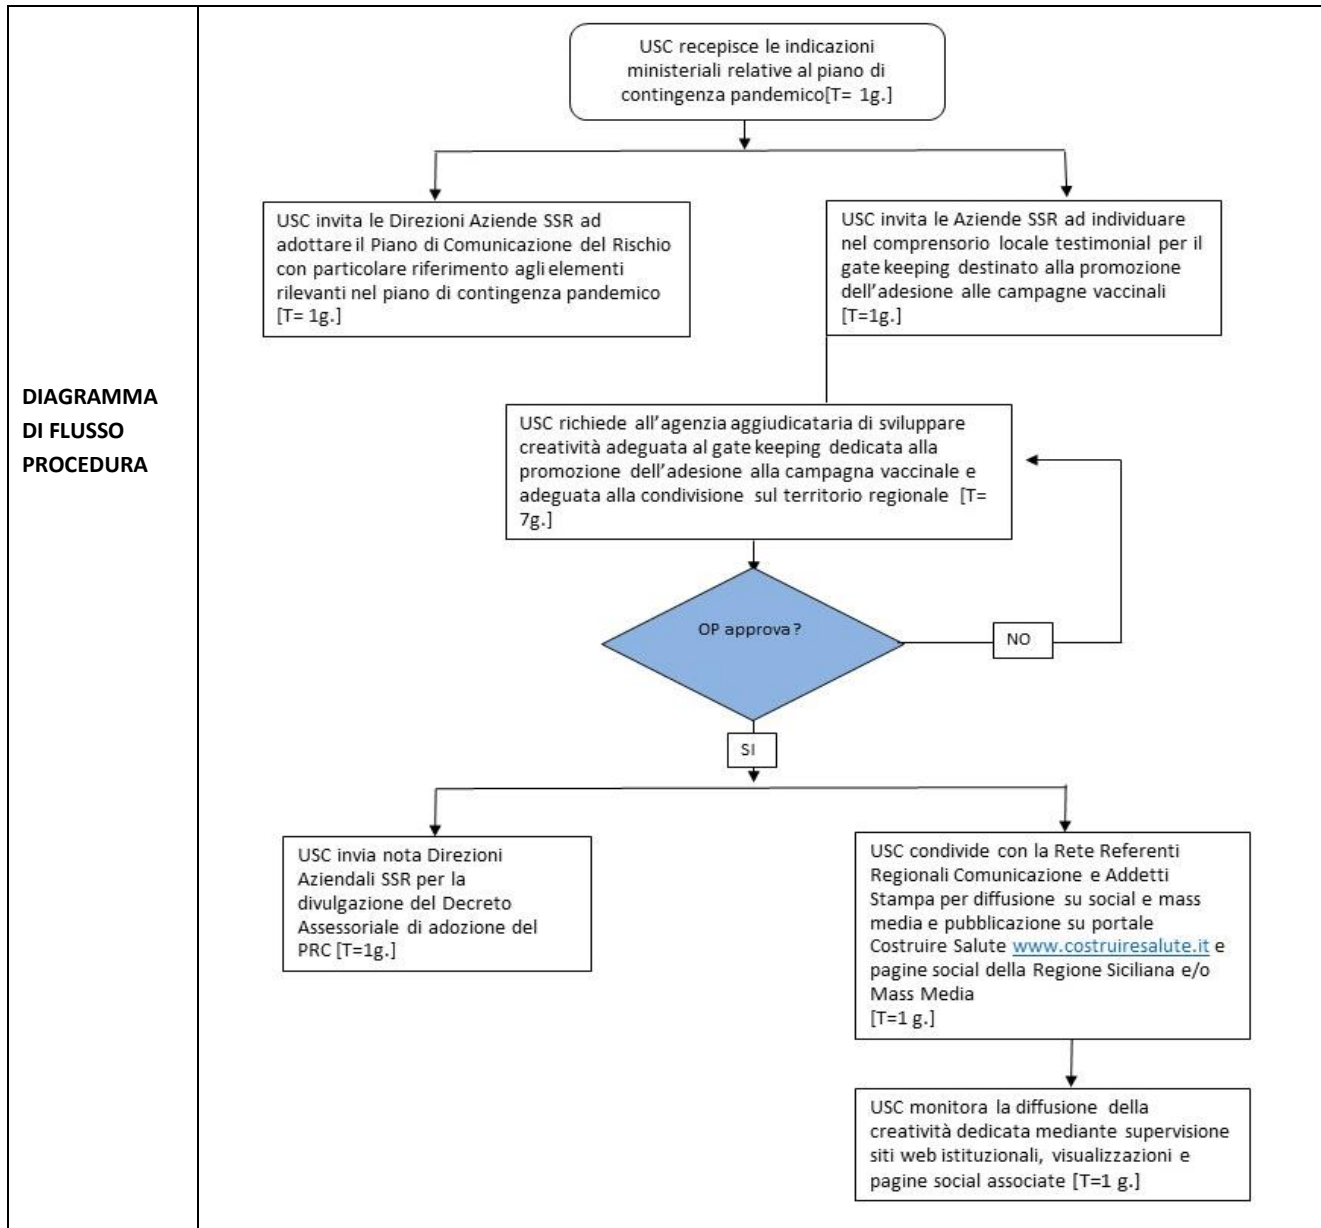 USC recepisce le indicazioni
ministeriali relative al piano di
contingenza pandemico[T= 1g.]
USC invita le Direzioni Aziende SSR ad
adottare il Piano di Comunicazione del Rischio
con particolare riferimento agli elementi
rilevanti nel piano di contingenza pandemico
[T= 1g.]
USC invita le Aziende SSR ad individuare
nel comprensorio locale testimonial per il
gate keeping destinato alla promozione
dell'adesione alle campagne vaccinali
[T=1g.]
DIAGRAMMA
DI FLUSSO
PROCEDURA
USC richiede all'agenzia aggiudicataria di sviluppare
creatività adeguata al gate keeping dedicata alla
promozione dell'adesione alla campagna vaccinale e
adeguata alla condivisione sul territorio regionale [T=
7g.]
OP approva?
NO
SI
USC invia nota Direzioni
Aziendali SSR per la
divulgazione del Decreto
Assessoriale di adozione del
PRC [T=1g.]
USC condivide con la Rete Referenti
Regionali Comunicazione e Addetti
Stampa per diffusione su social e mass
media e pubblicazione su portale
Costruire Salute www.costruiresalute.it e
pagine social della Regione Siciliana e/o
Mass Media
[T=1 g.]
USC monitora la diffusione della
creatività dedicata mediante supervisione
siti web istituzionali, visualizzazioni e
pagine social associate [T=1 g.]